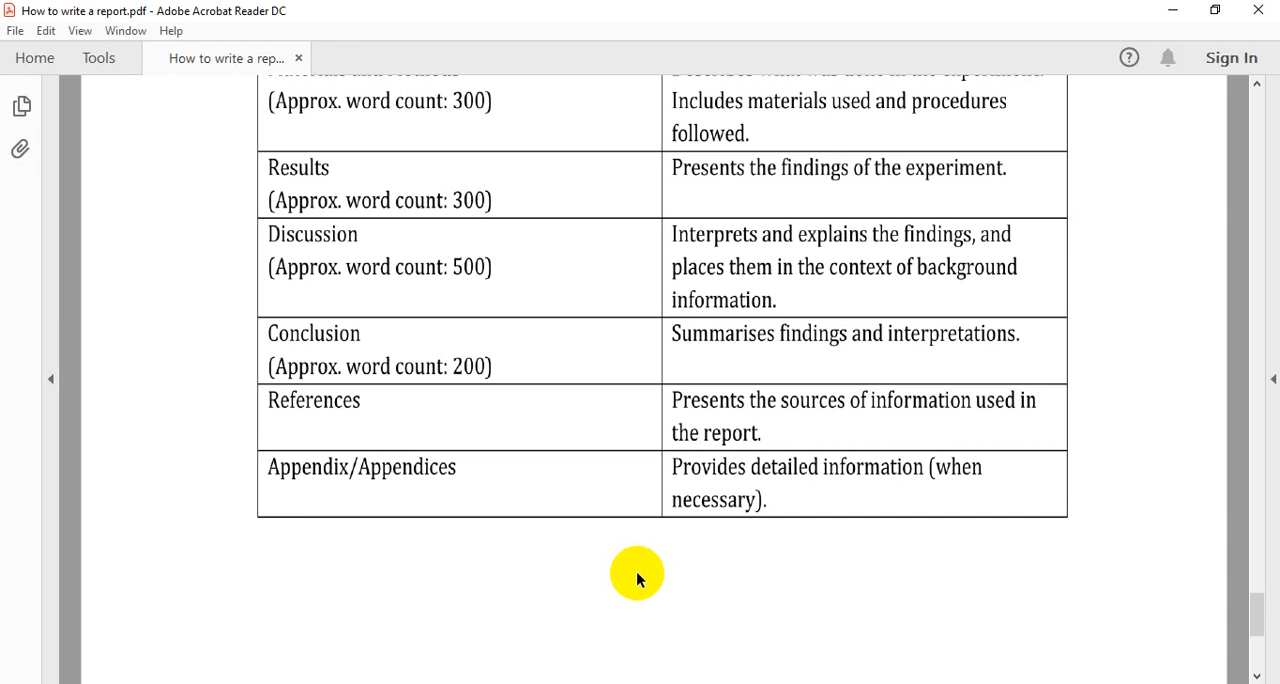 How to write a report.pdf - Adobe Acrobat Reader DC
File Edit View Window Help
Home Tools How to write a rep... × ? Sign In
(Approx. word count: 300)
Includes materials used and procedures
followed.
Results
(Approx. word count: 300)
Presents the findings of the experiment.
Discussion
(Approx. word count: 500)
Interprets and explains the findings, and
places them in the context of background
information.
Conclusion
(Approx. word count: 200)
Summarises findings and interpretations.
References
Presents the sources of information used in
the report.
Appendix/Appendices
Provides detailed information (when
necessary).